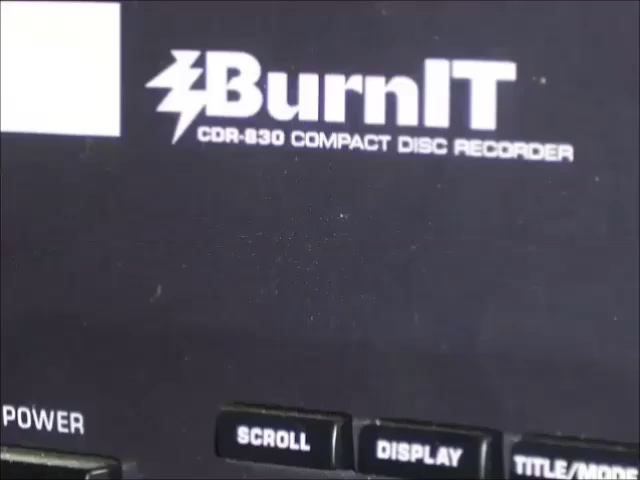 BurnIT
CDR-830 COMPACT DISC RECORDER
POWER
SCROLL
DISPLAY
TITLE/MODE